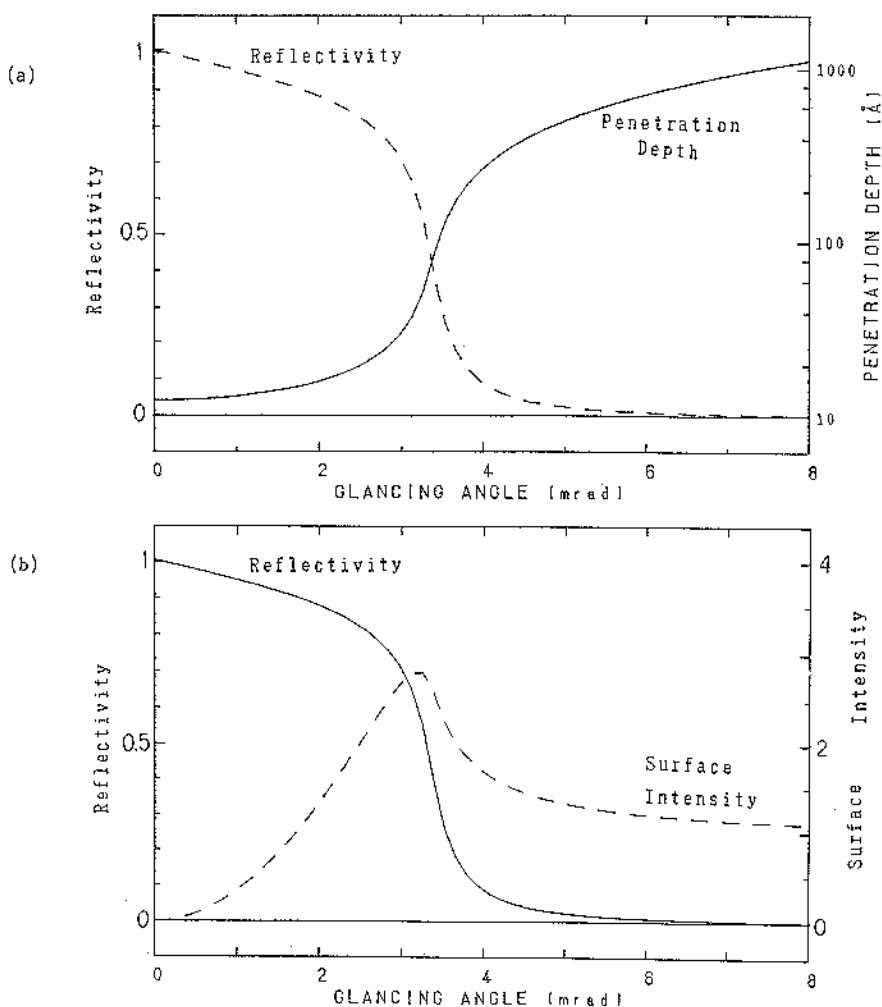 (a)
Reflectivity
Penetration
Depth
Reflectivity
1
0.5
0
PENETRATION DEPTH [Å]
1000
100
10
0 2 4 6 8
GLANCING ANGLE [mrad]
(b)
Reflectivity
Surface
Intensity
Reflectivity
1
0.5
0
Surface Intensity
4
2
0
0 2 4 6 8
GLANCING ANGLE [mrad]